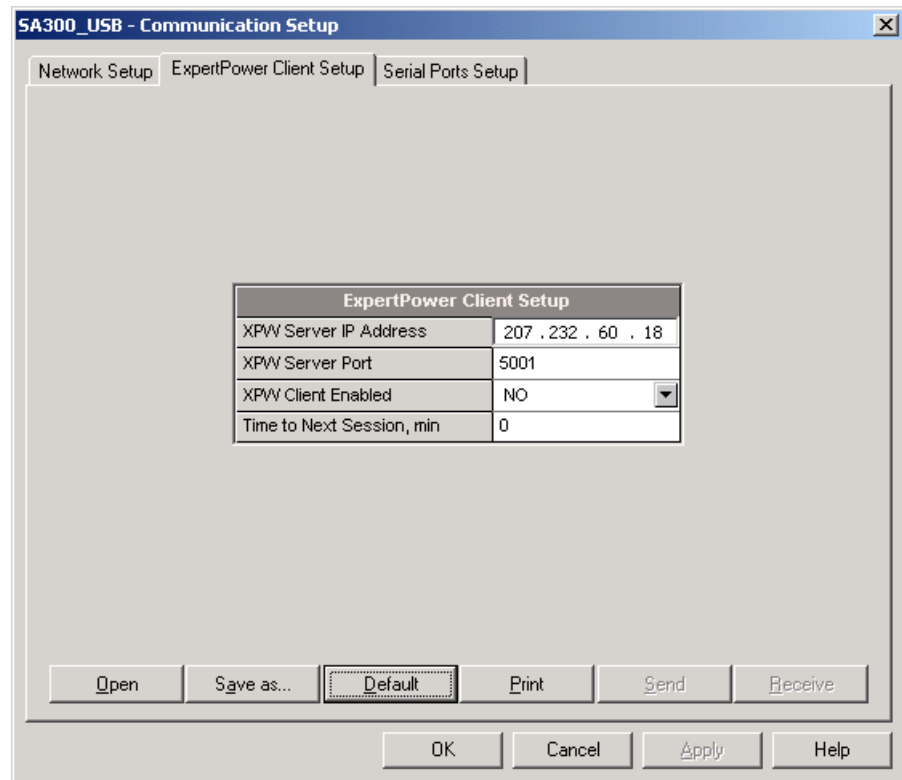 SA300_USB - Communication Setup
Network Setup ExpertPower Client Setup Serial Ports Setup
ExpertPower Client Setup
XPW Server IP Address 207 . 232 . 60 . 18
XPW Server Port 5001
XPW Client Enabled NO
Time to Next Session, min 0
Open Save as... Default Print Send Receive
OK Cancel Apply Help